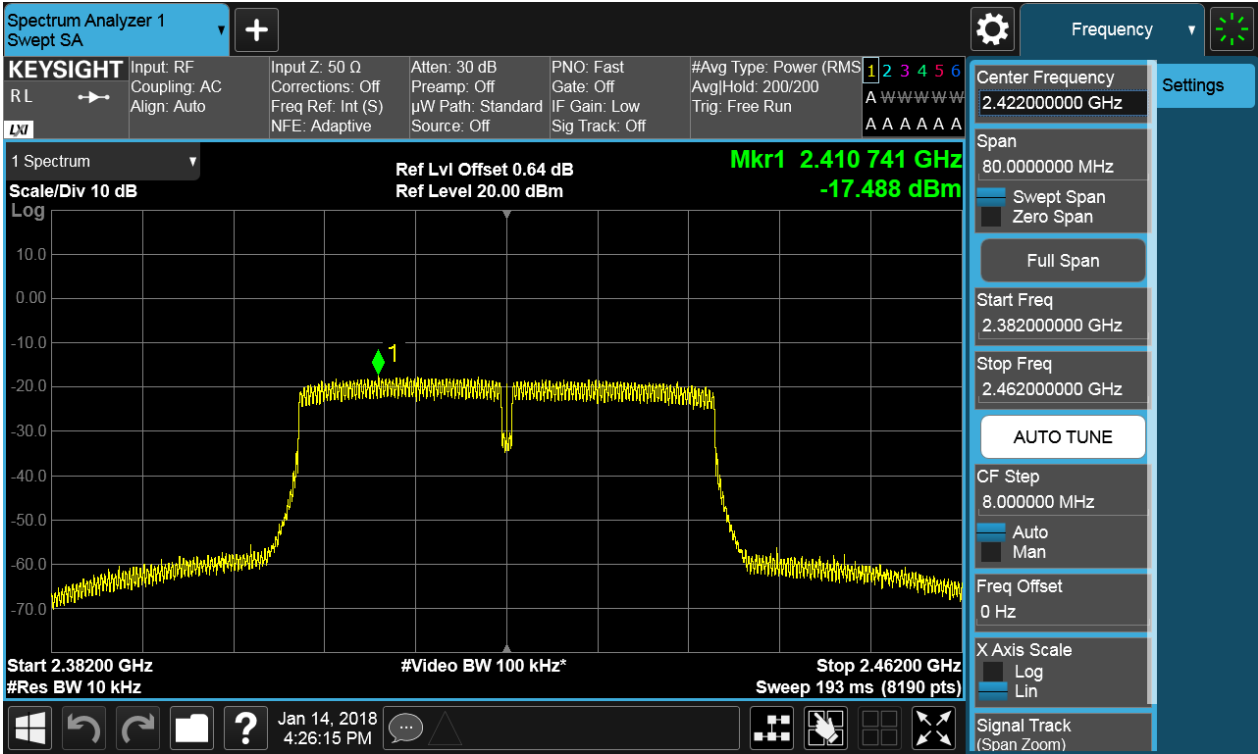 Spectrum Analyzer 1
Swept SA
+
Frequency
KEYSIGHT
R L
LXI
Input: RF
Coupling: AC
Align: Auto
Input Z: 50 Ω
Corrections: Off
Freq Ref: Int (S)
NFE: Adaptive
Atten: 30 dB
Preamp: Off
µW Path: Standard
Source: Off
PNO: Fast
Gate: Off
IF Gain: Low
Sig Track: Off
#Avg Type: Power (RMS
Avg|Hold: 200/200
Trig: Free Run
1 2 3 4 5 6
A W W W W W
A A A A A A
1 Spectrum
Scale/Div 10 dB
Log
Ref Lvl Offset 0.64 dB
Ref Level 20.00 dBm
Mkr1 2.410 741 GHz
-17.488 dBm
10.0
0.00
-10.0
-20.0
-30.0
-40.0
-50.0
-60.0
-70.0
1
Start 2.38200 GHz
#Res BW 10 kHz
#Video BW 100 kHz*
Stop 2.46200 GHz
Sweep 193 ms (8190 pts)
?
Jan 14, 2018
4:26:15 PM
Center Frequency
2.422000000 GHz
Span
80.0000000 MHz
Swept Span
Zero Span
Full Span
Start Freq
2.382000000 GHz
Stop Freq
2.462000000 GHz
AUTO TUNE
CF Step
8.000000 MHz
Auto
Man
Freq Offset
0 Hz
X Axis Scale
Log
Lin
Signal Track
(Span Zoom)
Settings